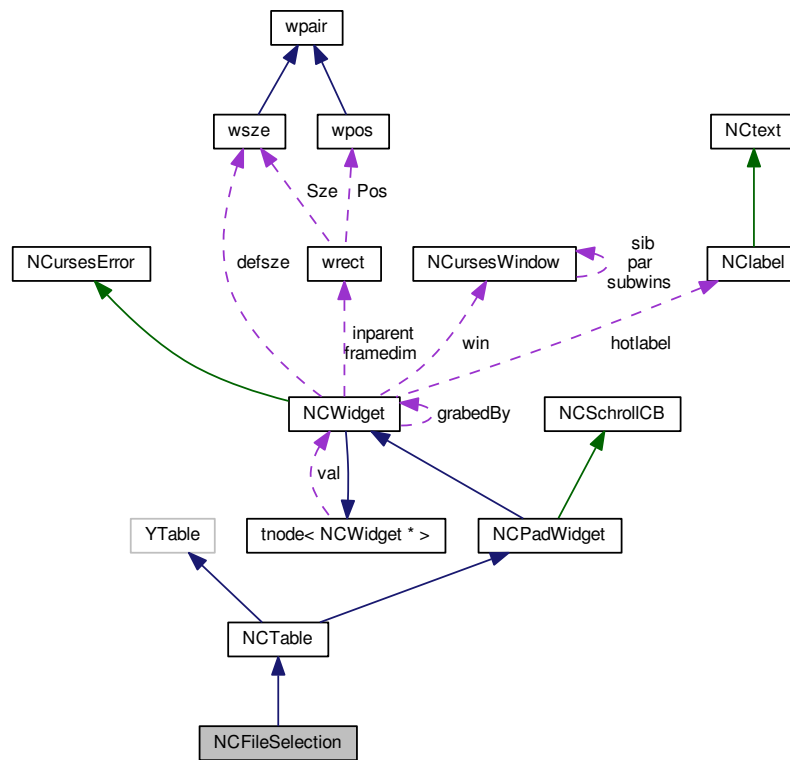 wpair
wsze
wpos
NCtext
Sze
Pos
NCursesError
defsze
wrect
NCursesWindow
sib
par
subwins
NClabel
inparent
framedim
win
hotlabel
NCWidget
grabedBy
NCSchrollCB
val
YTable
tnode< NCWidget * >
NCPadWidget
NCTable
NCFileSelection